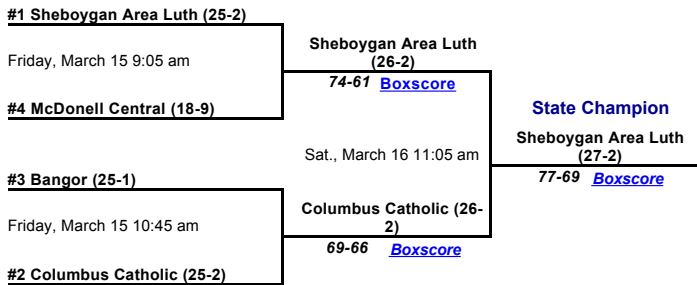 #1 Sheboygan Area Luth (25-2)
Friday, March 15 9:05 am
#4 McDonell Central (18-9)
Sheboygan Area Luth
(26-2)
74-61 Boxscore
Sat., March 16 11:05 am
#3 Bangor (25-1)
Friday, March 15 10:45 am
#2 Columbus Catholic (25-2)
Columbus Catholic (26-
2)
69-66 Boxscore
State Champion
Sheboygan Area Luth
(27-2)
77-69 Boxscore